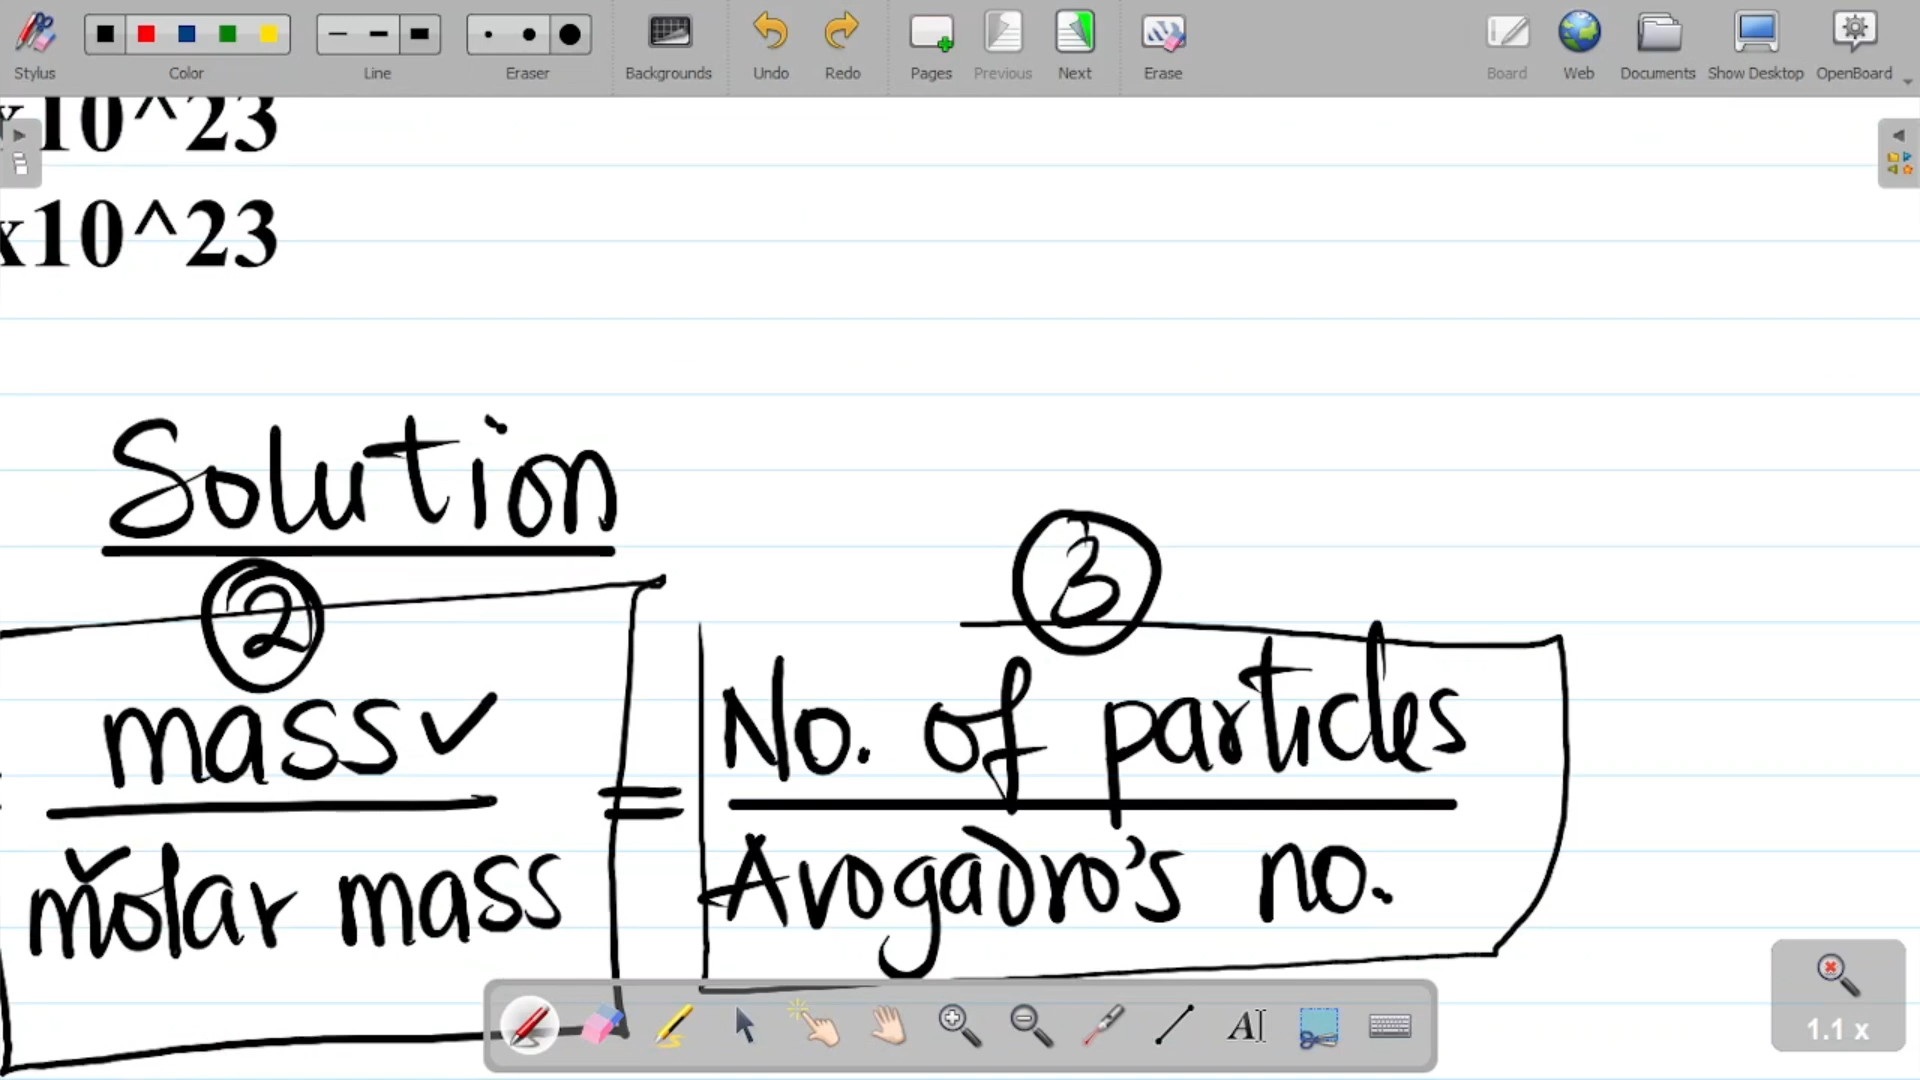 Stylus Color Line Eraser Backgrounds Undo Redo Pages Previous Next Erase Board Web Documents Show Desktop OpenBoard
x10^23
x10^23
Solution
2
3
mass✓ = No. of particles
molar mass Avogadro's no.
1.1 x